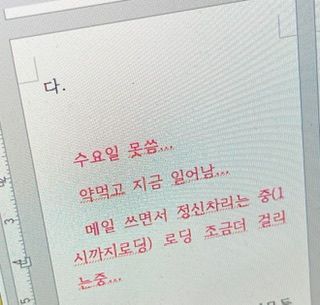 다.
수요일 못씀...
약먹고 지금 일어남...
메일 쓰면서 정신차리는 중(1
시까지로딩) 로딩 조금더 걸리
는중...